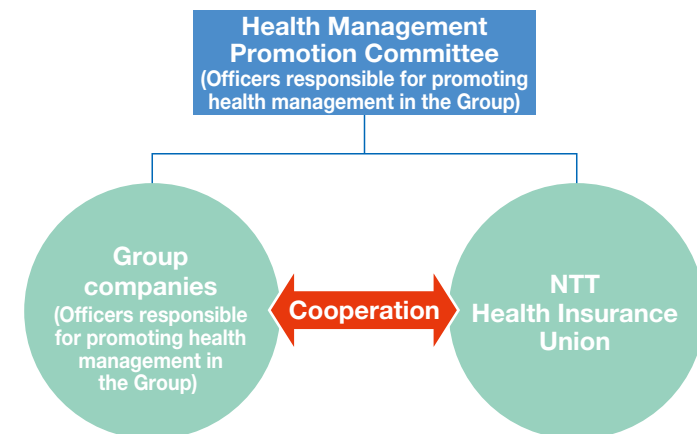 Health Management
Promotion Committee
(Officers responsible for promoting
health management in the Group)
Group
companies
(Officers responsible
for promoting health
management in
the Group)
Cooperation
NTT
Health Insurance
Union